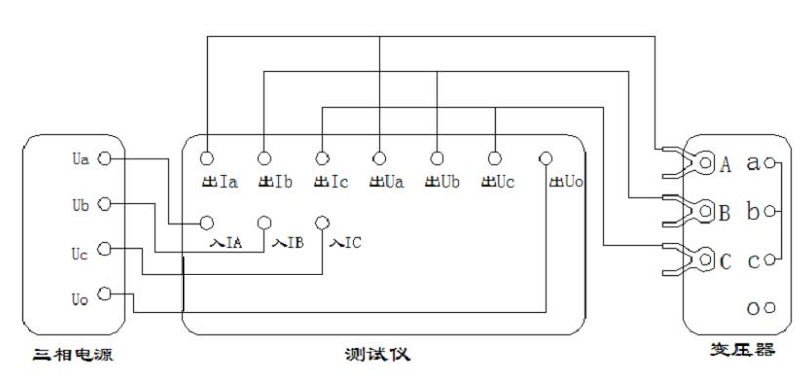 Ua
Ub
Uc
Uo
三相电源
出Ia 出Ib 出Ic 出Ua 出Ub 出Uc 出Uo
入IA 入IB 入IC
测试仪
A a
B b
C c
o
变压器